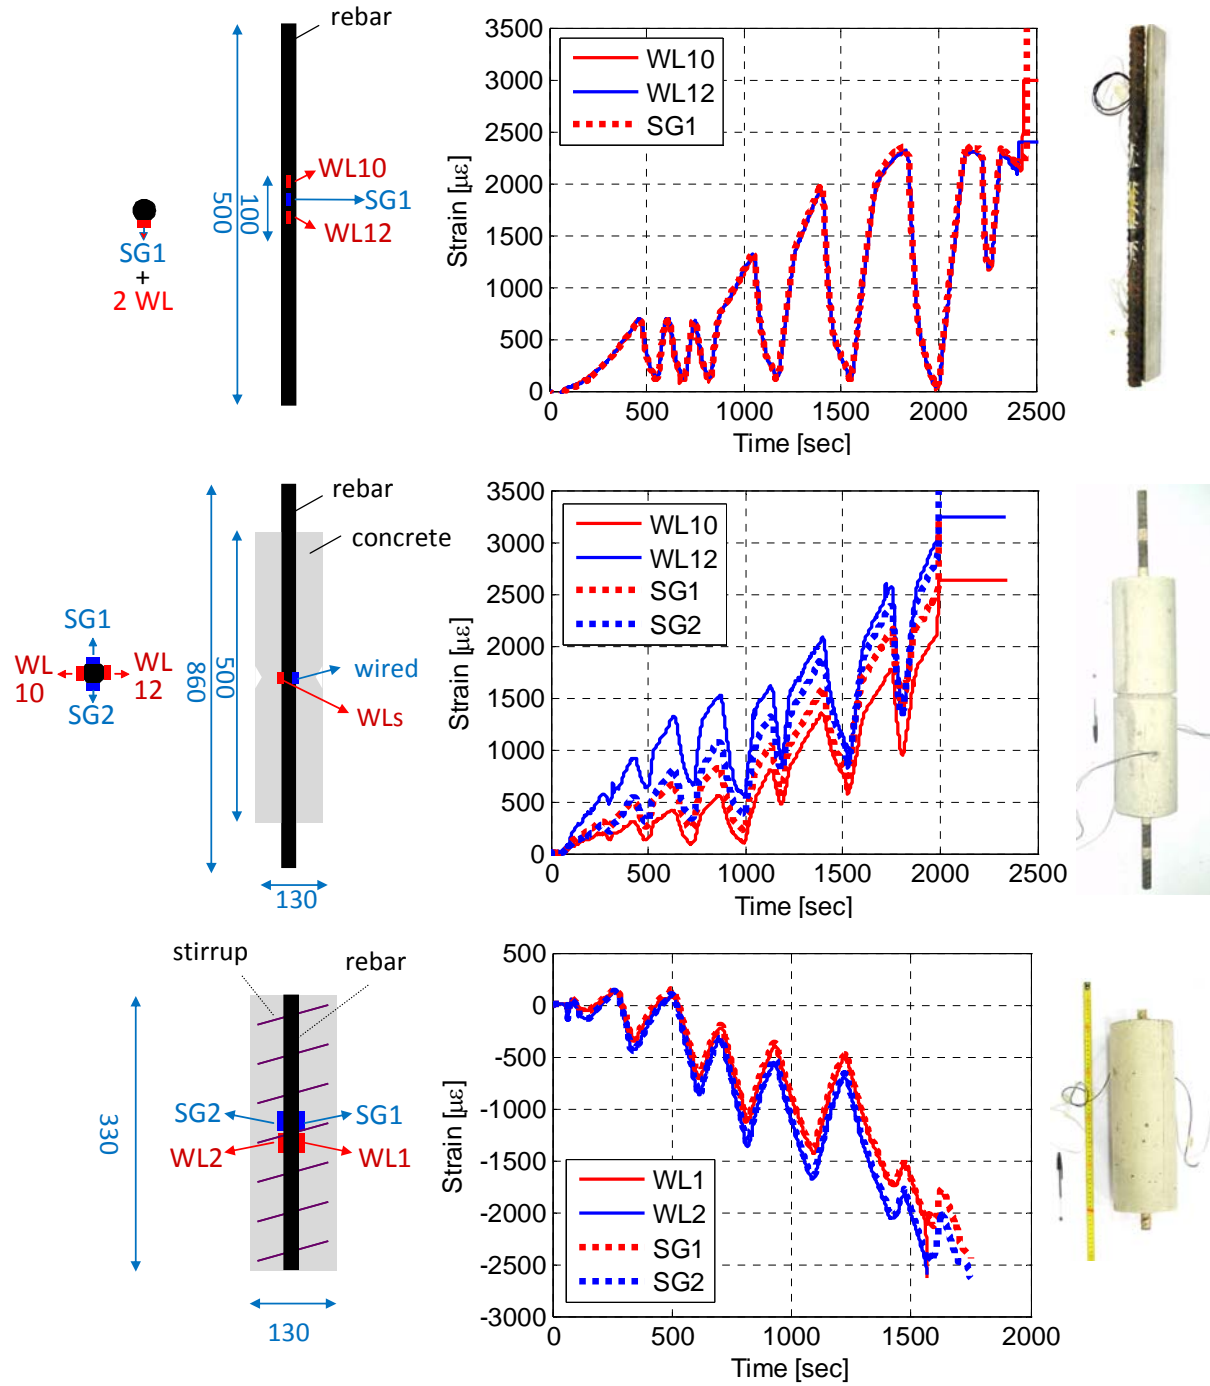 rebar
500
100
WL10
SG1
WL12
SG1
+
2 WL
Strain [µε]
3500
3000
2500
2000
1500
1000
500
0
WL10
WL12
SG1
0
500
1000
1500
2000
2500
Time [sec]
rebar
concrete
860
500
SG1
WL
10
WL
12
SG2
wired
WLs
130
Strain [µε]
3500
3000
2500
2000
1500
1000
500
0
WL10
WL12
SG1
SG2
0
500
1000
1500
2000
2500
Time [sec]
stirrup
rebar
330
SG2
SG1
WL2
WL1
130
Strain [µε]
500
0
-500
-1000
-1500
-2000
-2500
-3000
WL1
WL2
SG1
SG2
0
500
1000
1500
2000
Time [sec]